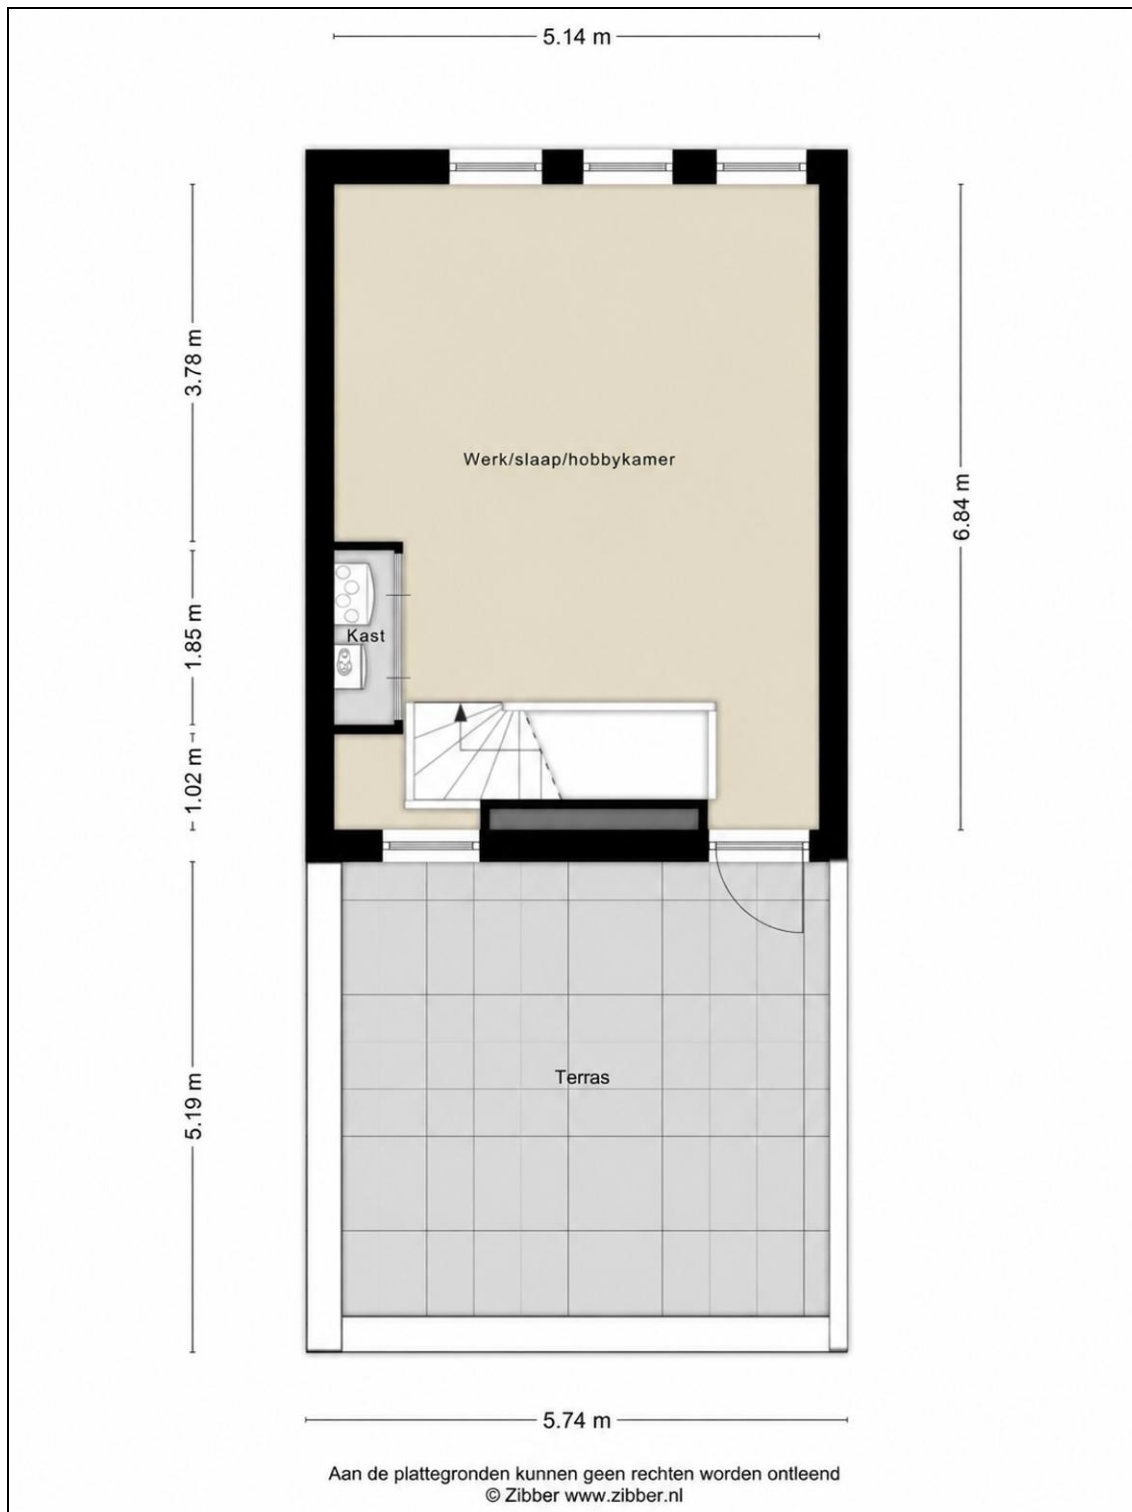 5.14 m
3.78 m
Werk/slaap/hobbykamer
6.84 m
1.85 m
Kast
1.02 m
Terras
5.19 m
5.74 m
Aan de plattegronden kunnen geen rechten worden ontleend
© Zibber www.zibber.nl